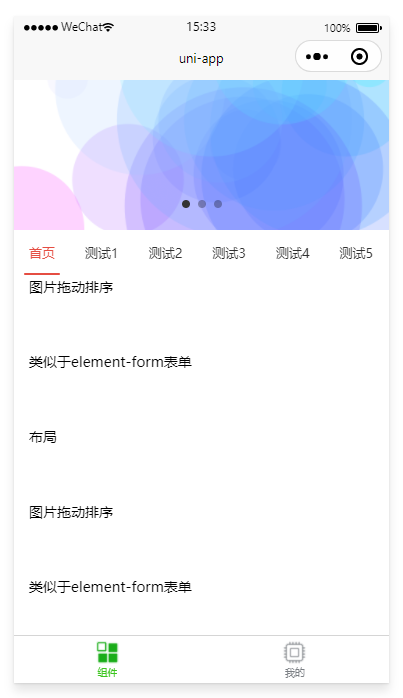 WeChat 15:33 100%
uni-app
首页 测试1 测试2 测试3 测试4 测试5
图片拖动排序
类似于element-form表单
布局
图片拖动排序
类似于element-form表单
组件 我的